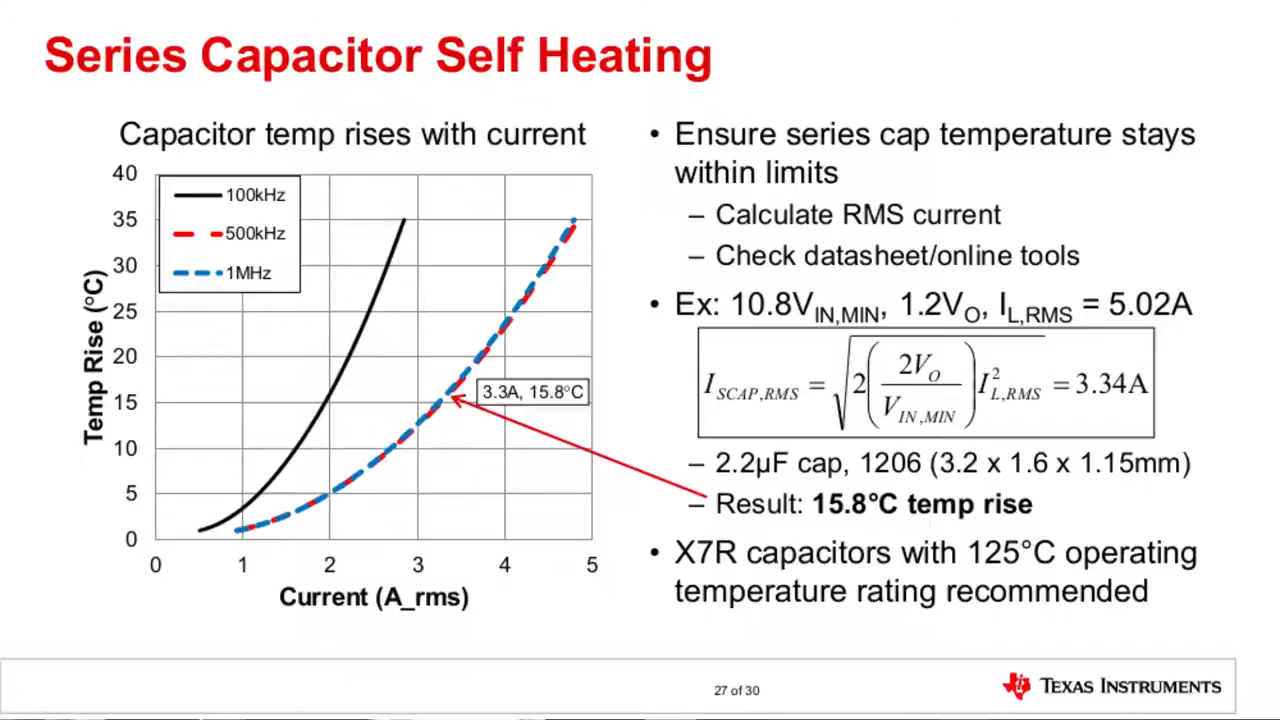 Series Capacitor Self Heating
Capacitor temp rises with current
40
35
30
25
20
15
10
5
0
0 1 2 3 4 5
Temp Rise (°C)
Current (A_rms)
100kHz
500kHz
1MHz
3.3A, 15.8°C
• Ensure series cap temperature stays
within limits
– Calculate RMS current
– Check datasheet/online tools
• Ex: 10.8V_IN,MIN, 1.2V_O, I_L,RMS = 5.02A
I_SCAP,RMS = √(2(2V_O / V_IN,MIN) I²_L,RMS) = 3.34A
– 2.2µF cap, 1206 (3.2 x 1.6 x 1.15mm)
– Result: 15.8°C temp rise
• X7R capacitors with 125°C operating
temperature rating recommended
27 of 30
TEXAS INSTRUMENTS